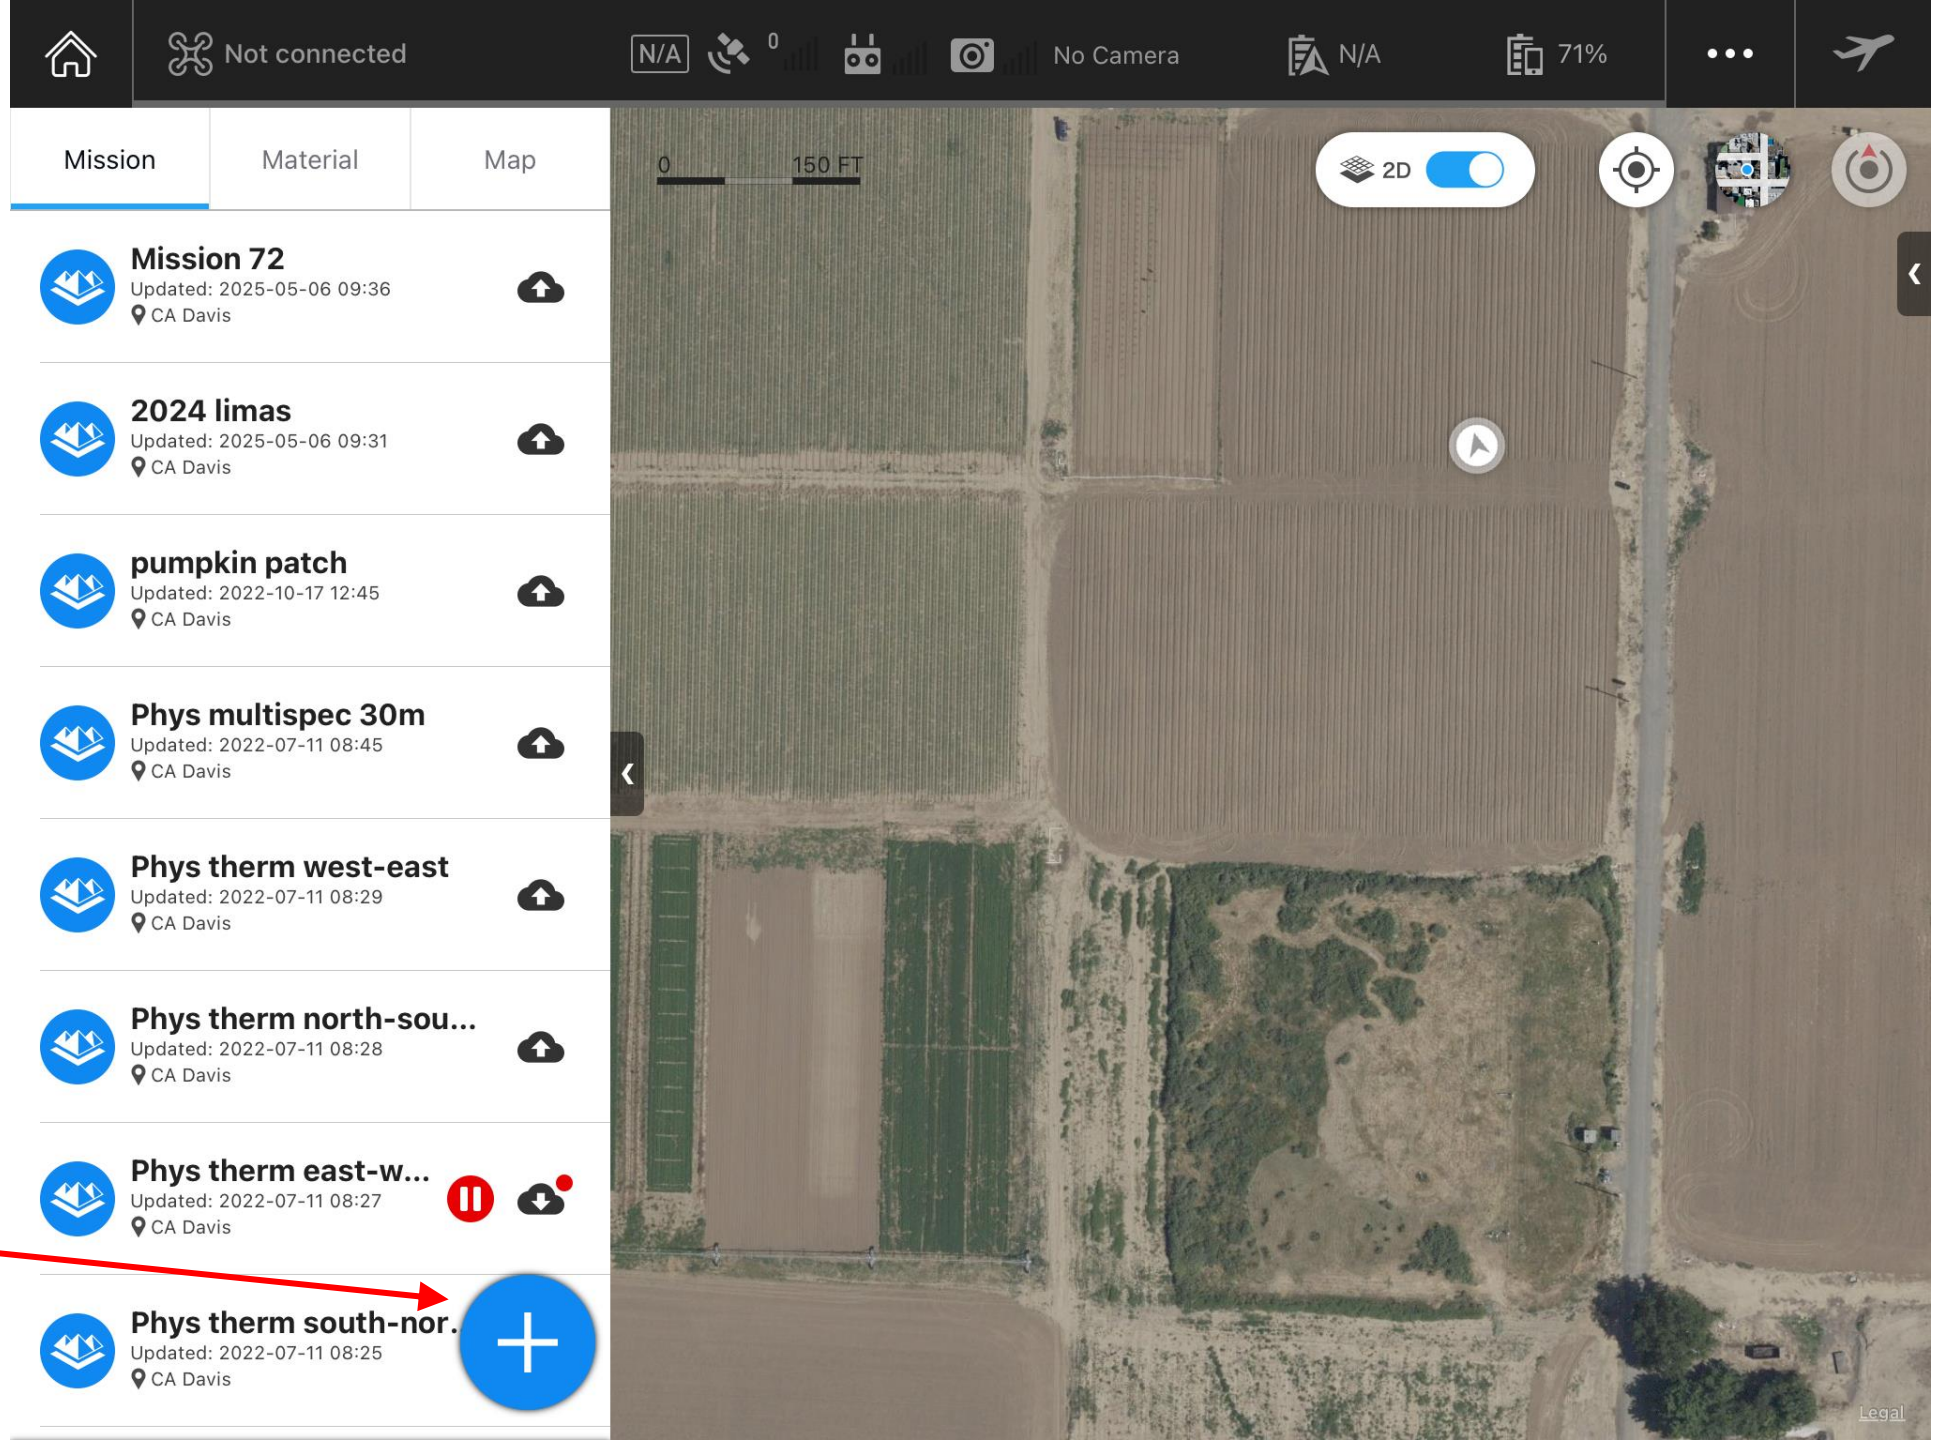 Not connected
N/A
0
No Camera
N/A
71%
Mission
Material
Map
0
150 FT
2D
Mission 72
Updated: 2025-05-06 09:36
CA Davis
2024 limas
Updated: 2025-05-06 09:31
CA Davis
pumpkin patch
Updated: 2022-10-17 12:45
CA Davis
Phys multispec 30m
Updated: 2022-07-11 08:45
CA Davis
Phys therm west-east
Updated: 2022-07-11 08:29
CA Davis
Phys therm north-sou...
Updated: 2022-07-11 08:28
CA Davis
Phys therm east-w...
Updated: 2022-07-11 08:27
CA Davis
Phys therm south-nor.
Updated: 2022-07-11 08:25
CA Davis
Legal